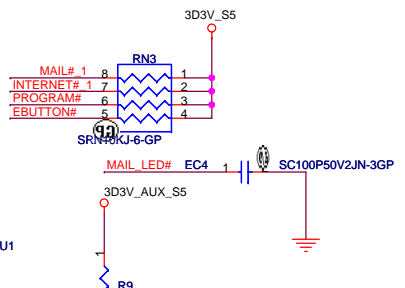 3D3V_S5
RN3
MAIL#_1 8 1
INTERNET#_1 7 2
PROGRAM# 6 3
EBUTTON# 5 4
SRN10KJ-6-GP
MAIL_LED# EC4 1 SC100P50V2JN-3GP
3D3V_AUX_S5
U1
1
R9